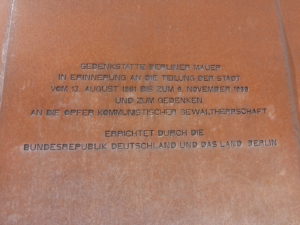 GEDENKSTÄTTE BERLINER MAUER
IN ERINNERUNG AN DIE TEILUNG DER STADT
VOM 13. AUGUST 1961 BIS ZUM 9. NOVEMBER 1989
UND ZUM GEDENKEN
AN DIE OPFER KOMMUNISTISCHER GEWALTHERRSCHAFT
ERRICHTET DURCH DIE
BUNDESREPUBLIK DEUTSCHLAND UND DAS LAND BERLIN